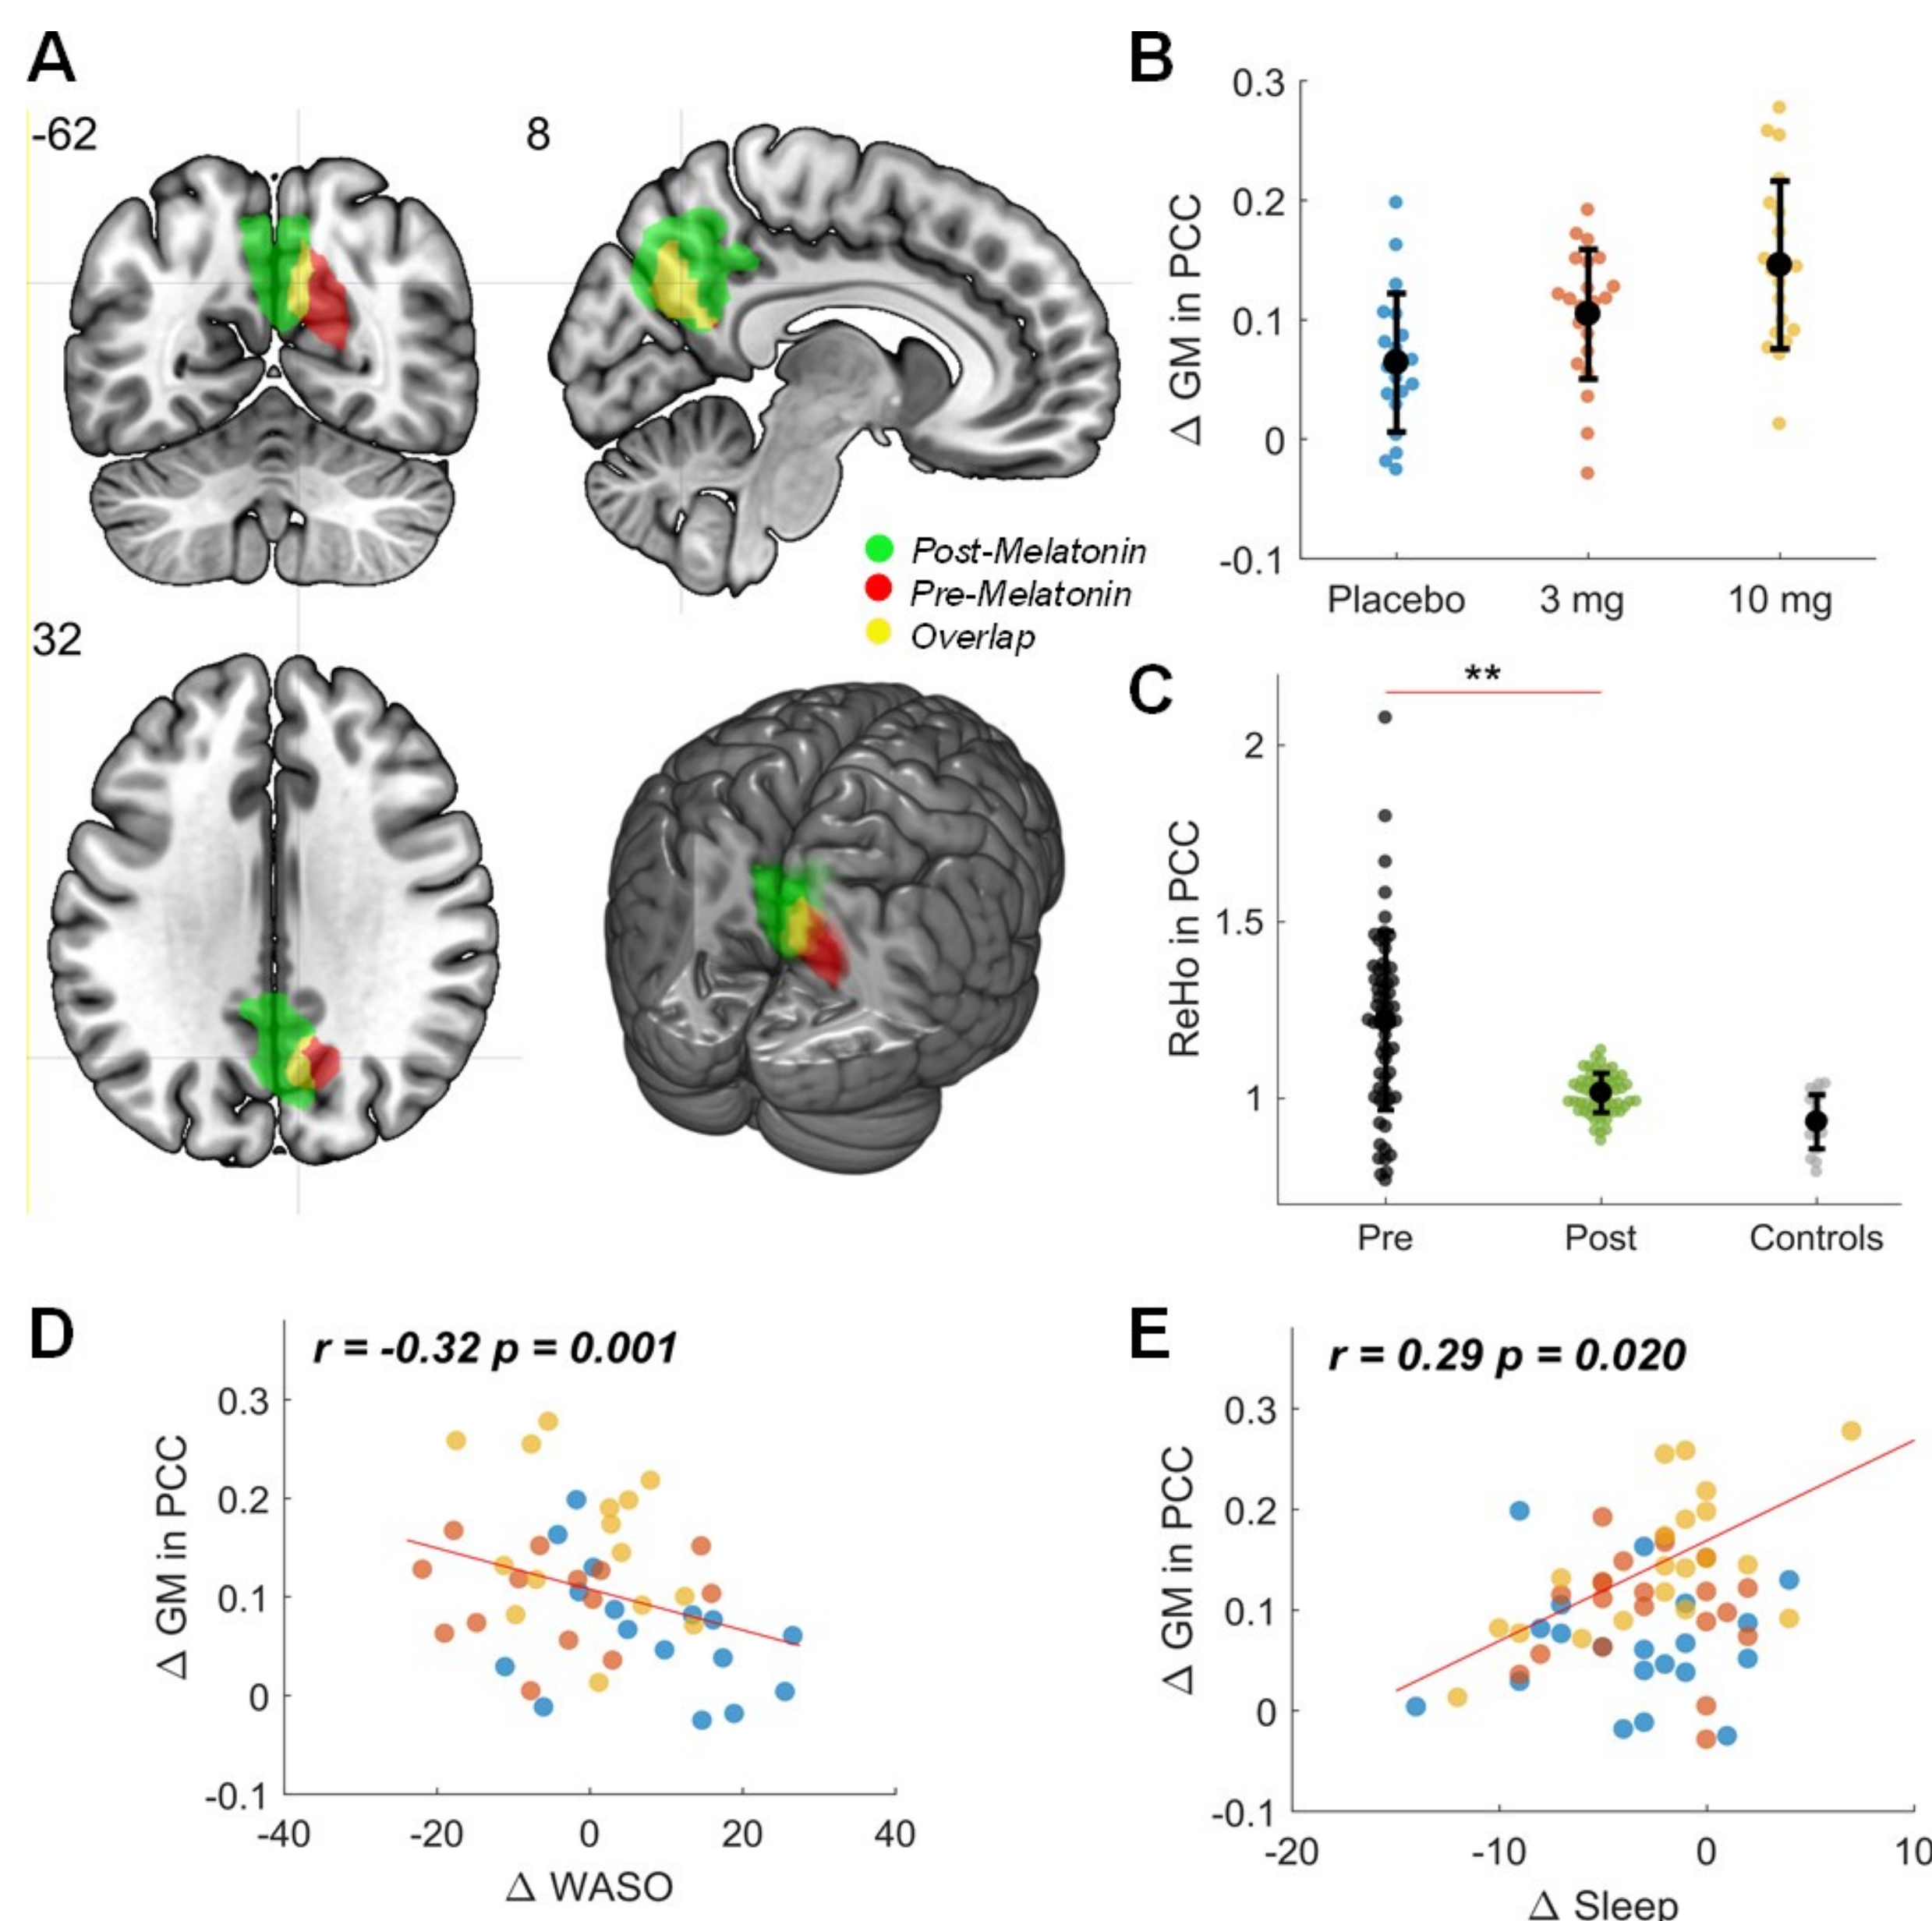 A
-62
8
Post-Melatonin
Pre-Melatonin
Overlap
32
B
0.3
0.2
0.1
0
-0.1
Δ GM in PCC
Placebo
3 mg
10 mg
C
**
2
1.5
1
ReHo in PCC
Pre
Post
Controls
D
r = -0.32 p = 0.001
0.3
0.2
0.1
0
-0.1
Δ GM in PCC
-40
-20
0
20
40
Δ WASO
E
r = 0.29 p = 0.020
0.3
0.2
0.1
0
-0.1
Δ GM in PCC
-20
-10
0
10
Δ Sleep